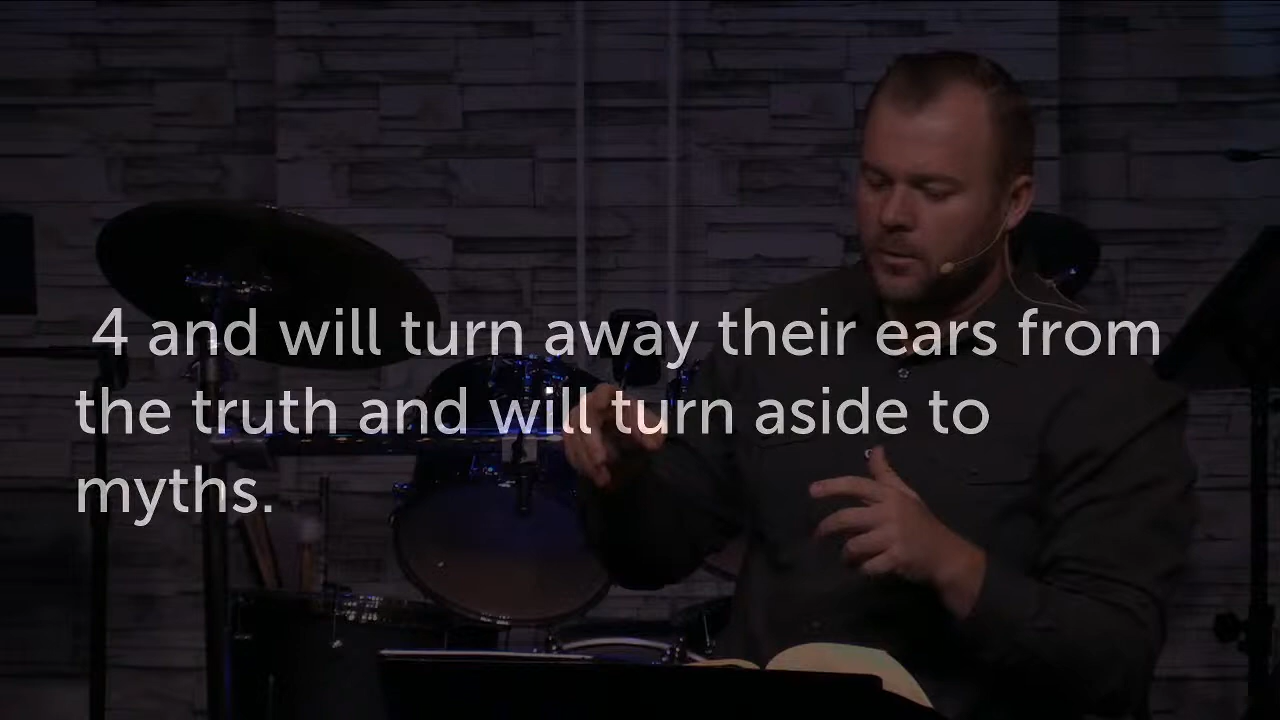 4 and will turn away their ears from
the truth and will turn aside to
myths.